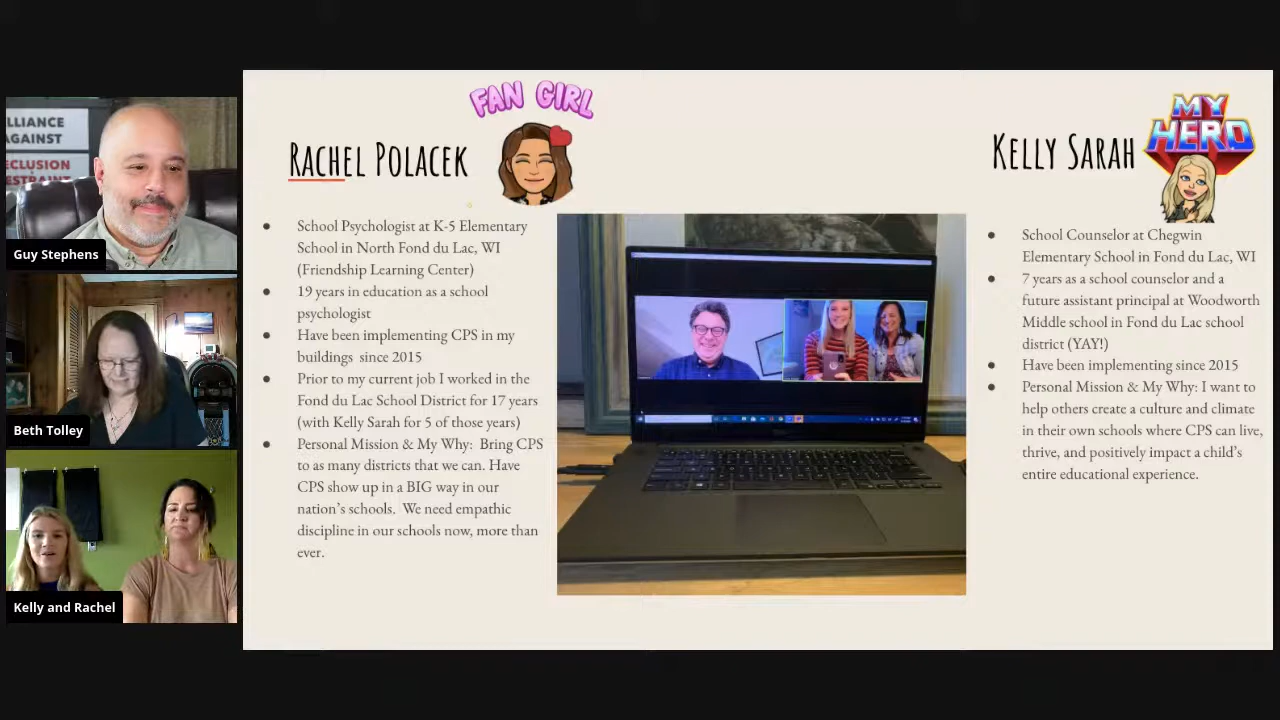 LLIANCE
AGAINST
ECLUSION
ESTRAINT
Guy Stephens
Beth Tolley
Kelly and Rachel
FAN GIRL
RACHEL POLACEK
● School Psychologist at K-5 Elementary
School in North Fond du Lac, WI
(Friendship Learning Center)
● 19 years in education as a school
psychologist
● Have been implementing CPS in my
buildings since 2015
● Prior to my current job I worked in the
Fond du Lac School District for 17 years
(with Kelly Sarah for 5 of those years)
● Personal Mission & My Why: Bring CPS
to as many districts that we can. Have
CPS show up in a BIG way in our
nation's schools. We need empathic
discipline in our schools now, more than
ever.
KELLY SARAH
MY
HERO
● School Counselor at Chegwin
Elementary School in Fond du Lac, WI
● 7 years as a school counselor and a
future assistant principal at Woodworth
Middle school in Fond du Lac school
district (YAY!)
● Have been implementing since 2015
● Personal Mission & My Why: I want to
help others create a culture and climate
in their own schools where CPS can live,
thrive, and positively impact a child's
entire educational experience.